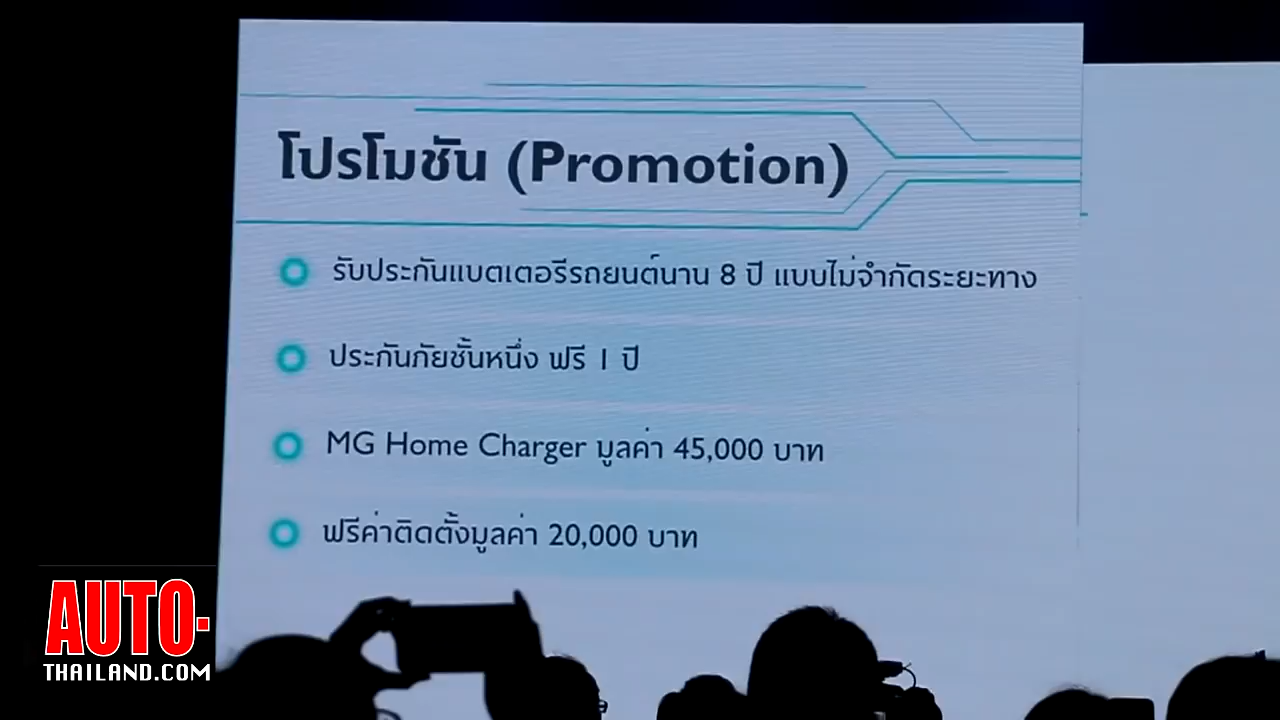 โปรโมชัน (Promotion)
รับประกันแบตเตอรีรถยนต์นาน 8 ปี แบบไม่จำกัดระยะทาง
ประกันภัยชั้นหนึ่ง ฟรี 1 ปี
MG Home Charger มูลค่า 45,000 บาท
ฟรีค่าติดตั้งมูลค่า 20,000 บาท
AUTO-
THAILAND.COM